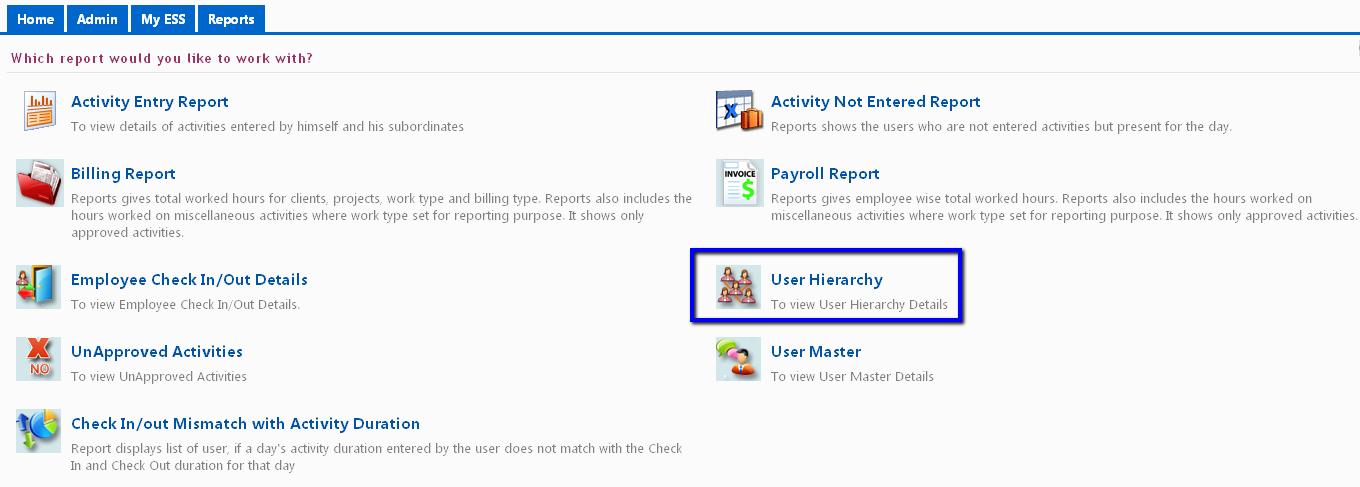 Home Admin My ESS Reports
Which report would you like to work with?
Activity Entry Report
To view details of activities entered by himself and his subordinates
Activity Not Entered Report
Reports shows the users who are not entered activities but present for the day.
Billing Report
Reports gives total worked hours for clients, projects, work type and billing type. Reports also includes the
hours worked on miscellaneous activities where work type set for reporting purpose. It shows only
approved activities.
INVOICE
$
Payroll Report
Reports gives employee wise total worked hours. Reports also includes the hours worked on
miscellaneous activities where work type set for reporting purpose. It shows only approved activities.
Employee Check In/Out Details
To view Employee Check In/Out Details.
User Hierarchy
To view User Hierarchy Details
X
NO
UnApproved Activities
To view UnApproved Activities
User Master
To view User Master Details
Check In/out Mismatch with Activity Duration
Report displays list of user, if a day's activity duration entered by the user does not match with the Check
In and Check Out duration for that day